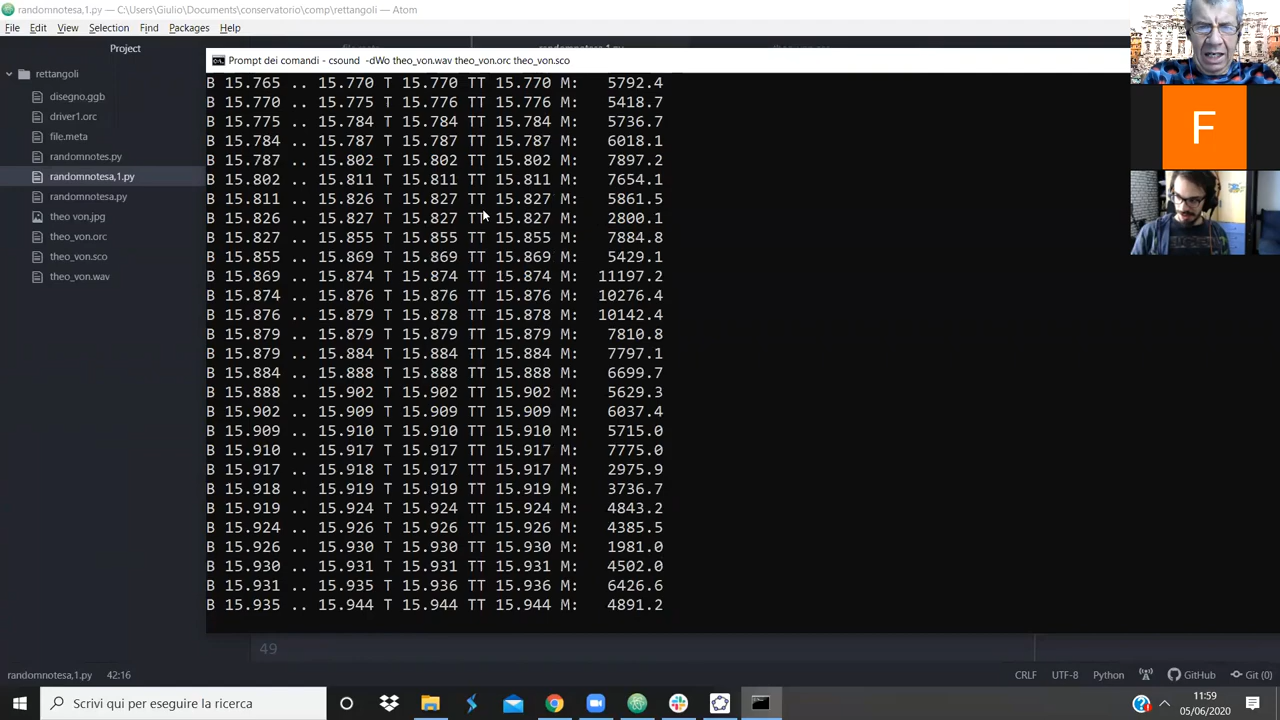 randomnotesa,1.py — C:\Users\Giulio\Documents\conservatorio\comp\rettangoli — Atom
File Edit View Selection Find Packages Help
Project
rettangoli
disegno.ggb
driver1.orc
file.meta
randomnotes.py
randomnotesa,1.py
randomnotesa.py
theo von.jpg
theo_von.orc
theo_von.sco
theo_von.wav
Prompt dei comandi - csound -dWo theo_von.wav theo_von.orc theo_von.sco
B 15.765 .. 15.770 T 15.770 TT 15.770 M: 5792.4
B 15.770 .. 15.775 T 15.776 TT 15.776 M: 5418.7
B 15.775 .. 15.784 T 15.784 TT 15.784 M: 5736.7
B 15.784 .. 15.787 T 15.787 TT 15.787 M: 6018.1
B 15.787 .. 15.802 T 15.802 TT 15.802 M: 7897.2
B 15.802 .. 15.811 T 15.811 TT 15.811 M: 7654.1
B 15.811 .. 15.826 T 15.827 TT 15.827 M: 5861.5
B 15.826 .. 15.827 T 15.827 TT 15.827 M: 2800.1
B 15.827 .. 15.855 T 15.855 TT 15.855 M: 7884.8
B 15.855 .. 15.869 T 15.869 TT 15.869 M: 5429.1
B 15.869 .. 15.874 T 15.874 TT 15.874 M: 11197.2
B 15.874 .. 15.876 T 15.876 TT 15.876 M: 10276.4
B 15.876 .. 15.879 T 15.878 TT 15.878 M: 10142.4
B 15.879 .. 15.879 T 15.879 TT 15.879 M: 7810.8
B 15.879 .. 15.884 T 15.884 TT 15.884 M: 7797.1
B 15.884 .. 15.888 T 15.888 TT 15.888 M: 6699.7
B 15.888 .. 15.902 T 15.902 TT 15.902 M: 5629.3
B 15.902 .. 15.909 T 15.909 TT 15.909 M: 6037.4
B 15.909 .. 15.910 T 15.910 TT 15.910 M: 5715.0
B 15.910 .. 15.917 T 15.917 TT 15.917 M: 7775.0
B 15.917 .. 15.918 T 15.917 TT 15.917 M: 2975.9
B 15.918 .. 15.919 T 15.919 TT 15.919 M: 3736.7
B 15.919 .. 15.924 T 15.924 TT 15.924 M: 4843.2
B 15.924 .. 15.926 T 15.926 TT 15.926 M: 4385.5
B 15.926 .. 15.930 T 15.930 TT 15.930 M: 1981.0
B 15.930 .. 15.931 T 15.931 TT 15.931 M: 4502.0
B 15.931 .. 15.935 T 15.936 TT 15.936 M: 6426.6
B 15.935 .. 15.944 T 15.944 TT 15.944 M: 4891.2
F
49
randomnotesa,1.py 42:16
CRLF UTF-8 Python GitHub Git (0)
Scrivi qui per eseguire la ricerca
11:59
05/06/2020